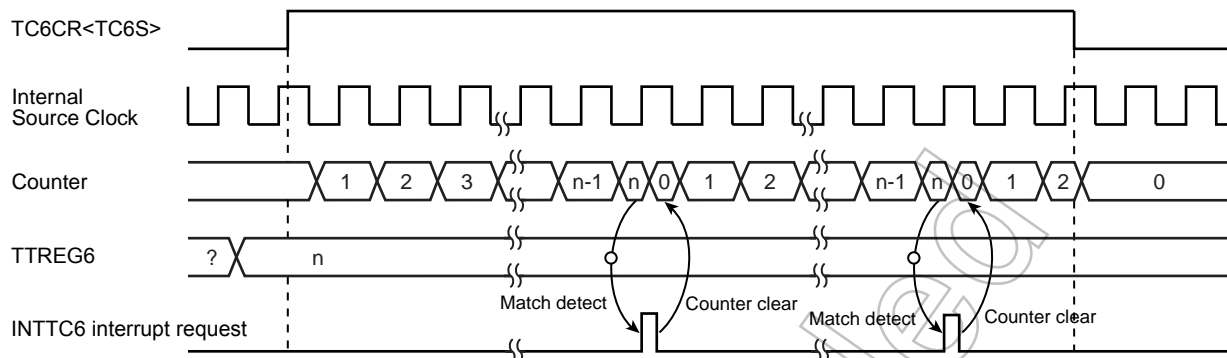 TC6CR<TC6S>
Internal
Source Clock
Counter 1 2 3 n-1 n 0 1 2 n-1 n 0 1 2 0
TTREG6 ? n
Match detect Counter clear Match detect Counter clear
INTTC6 interrupt request